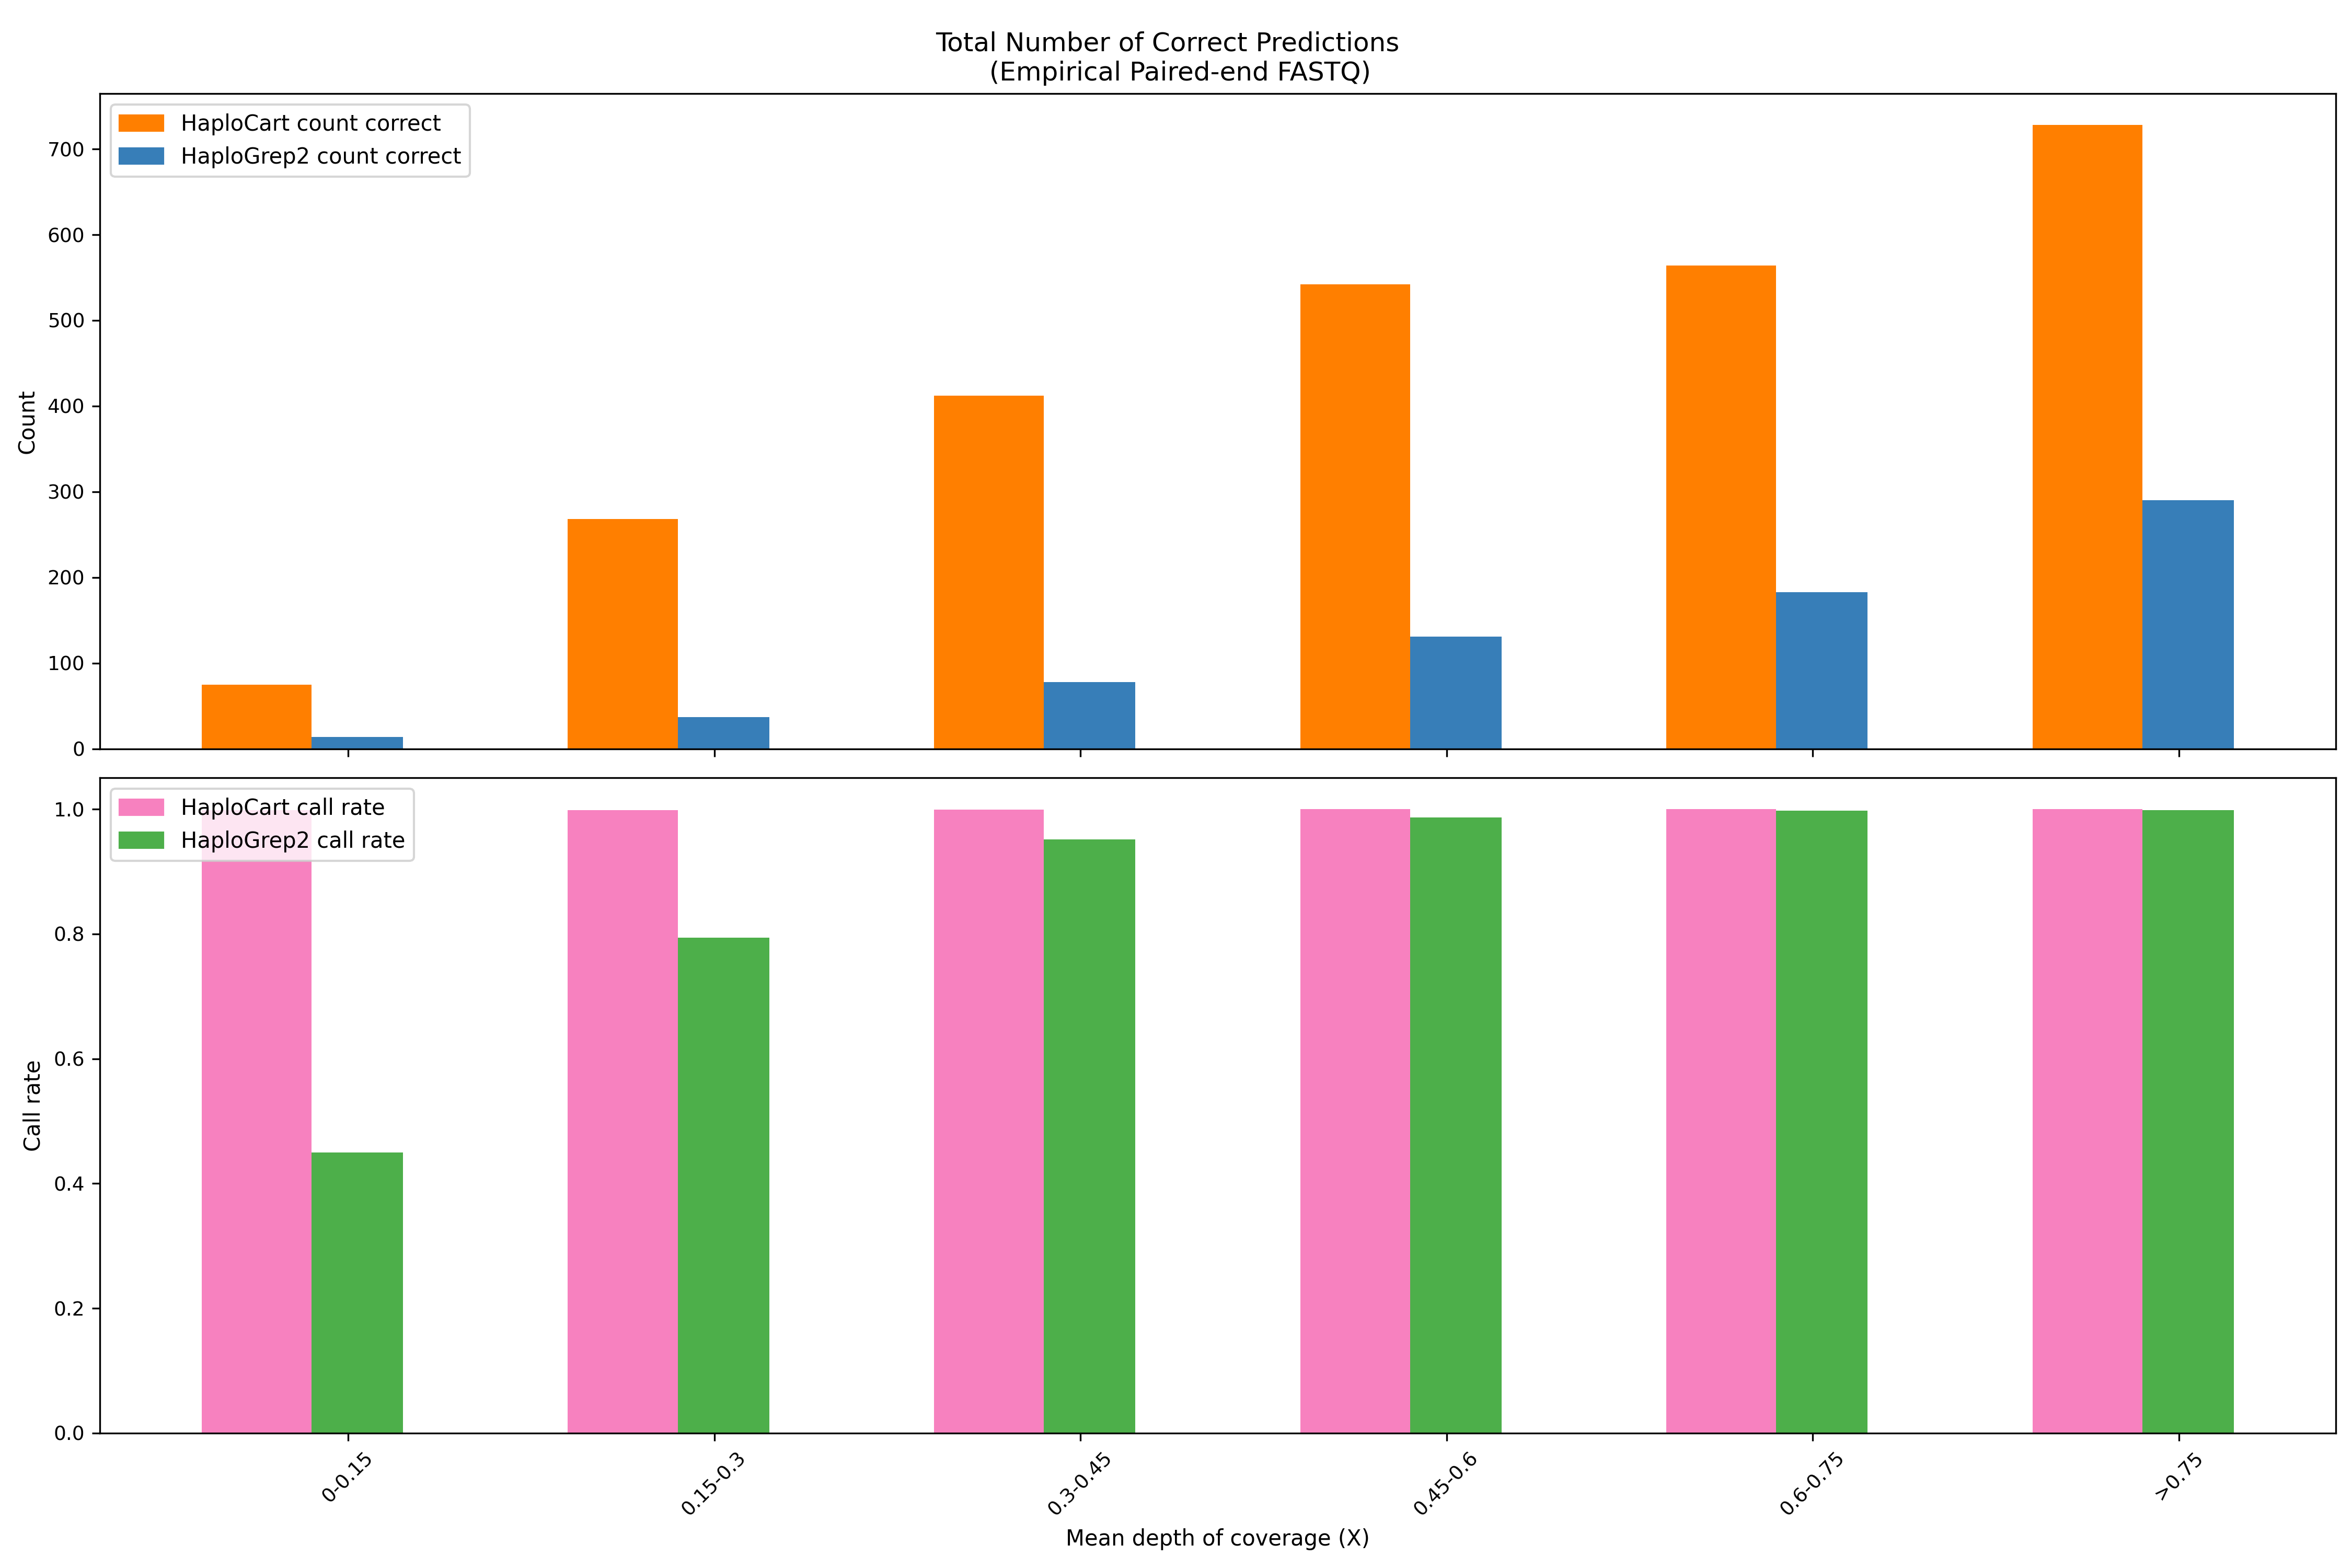 Total Number of Correct Predictions
(Empirical Paired-end FASTQ)
HaploCart count correct
HaploGrep2 count correct
700
600
500
400
300
200
100
0
Count
HaploCart call rate
HaploGrep2 call rate
1.0
0.8
0.6
0.4
0.2
0.0
Call rate
0-0.15
0.15-0.3
0.3-0.45
0.45-0.6
0.6-0.75
>0.75
Mean depth of coverage (X)